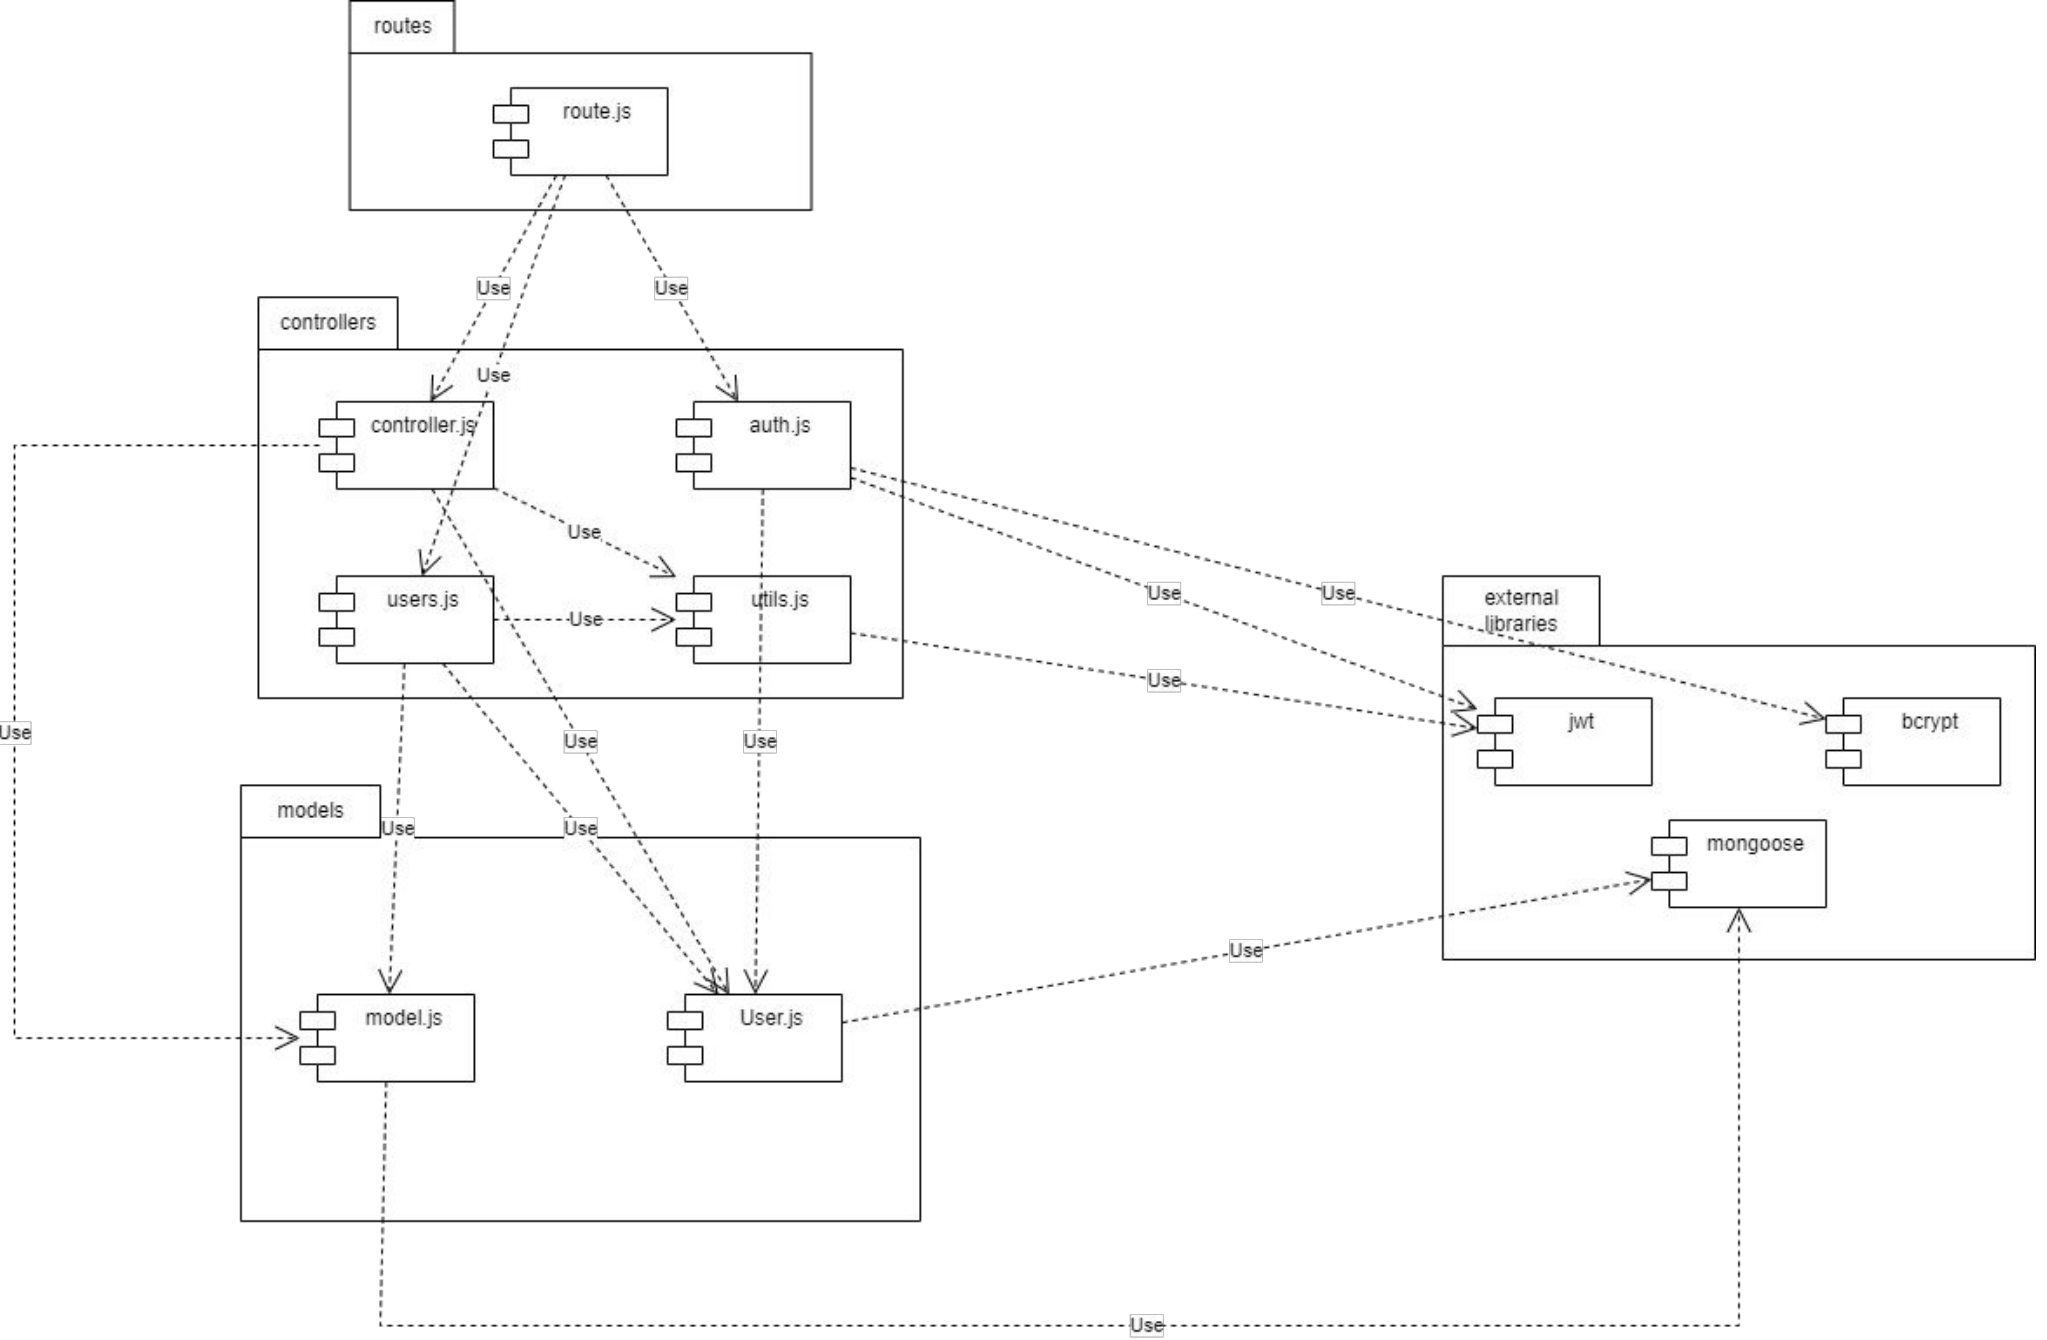 routes
route.js
Use
Use
controllers
Use
controller.js
auth.js
Use
Use
Use
external
libraries
users.js
Use
utils.js
Use
jwt
bcrypt
Use
Use
Use
models
Use
Use
mongoose
Use
model.js
User.js
Use